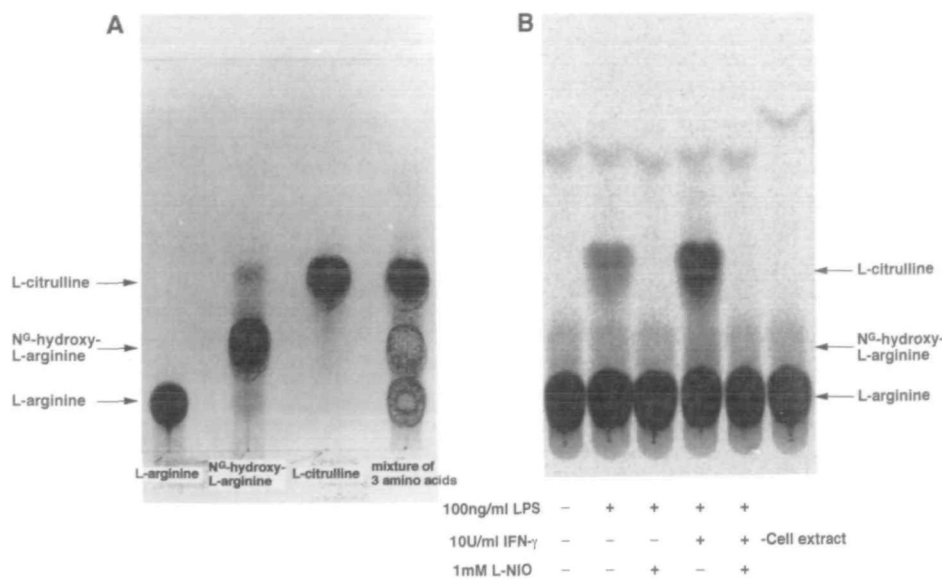 A
B
L-citrulline
Nᴳ-hydroxy-
L-arginine
L-arginine
L-arginine
Nᴳ-hydroxy-
L-arginine
L-citrulline
mixture of
3 amino acids
L-citrulline
Nᴳ-hydroxy-
L-arginine
L-arginine
100ng/ml LPS – + + + +
10U/ml IFN-γ – – – + + -Cell extract
1mM L-NIO – – + – +